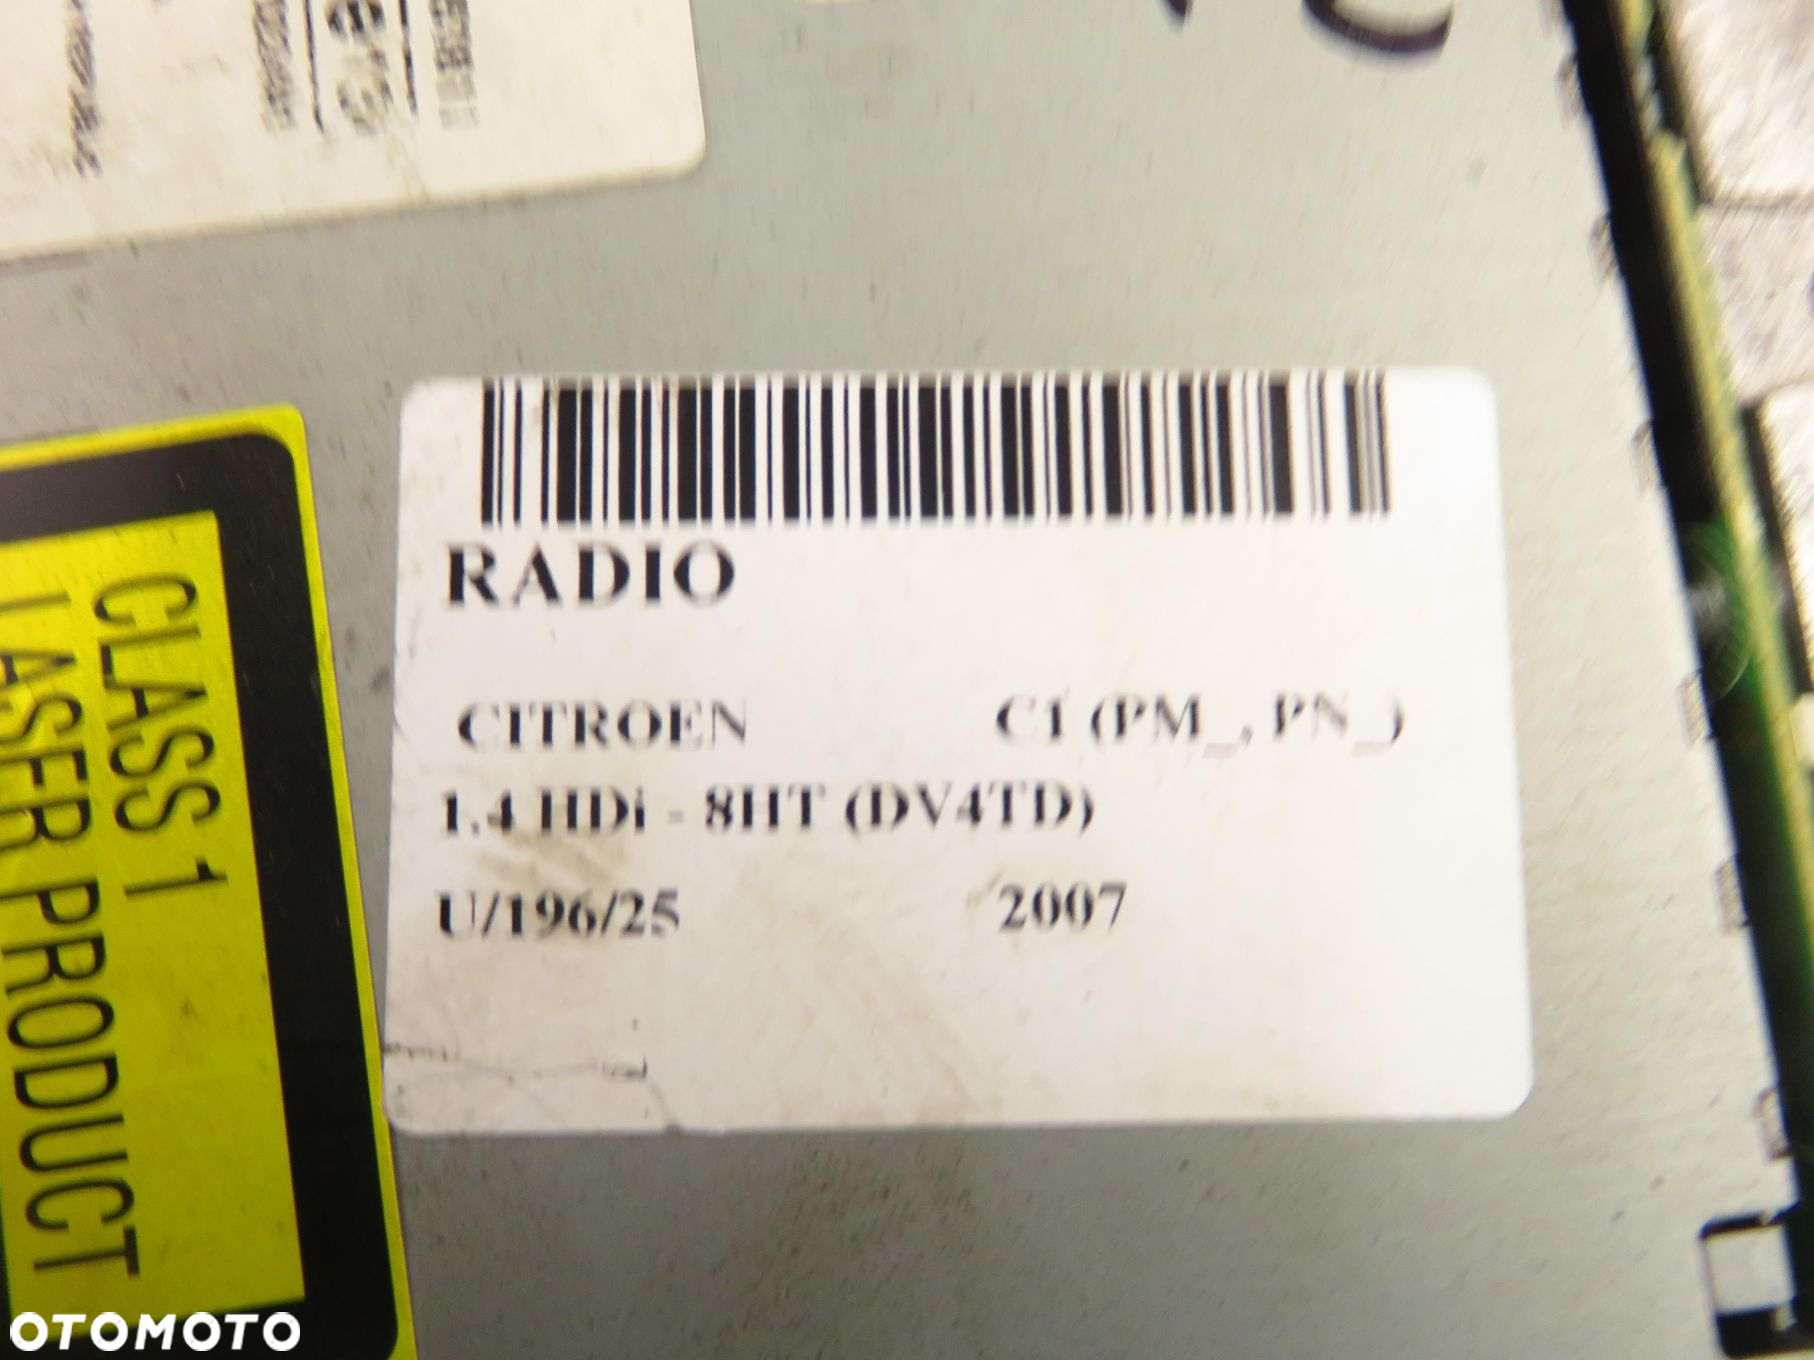 RADIO
CITROEN C1 (PM_, PN_)
1.4 HDi - 8HT (DV4TD)
U/196/25 2007
CLASS 1
LASER PRODUCT
OTOMOTO